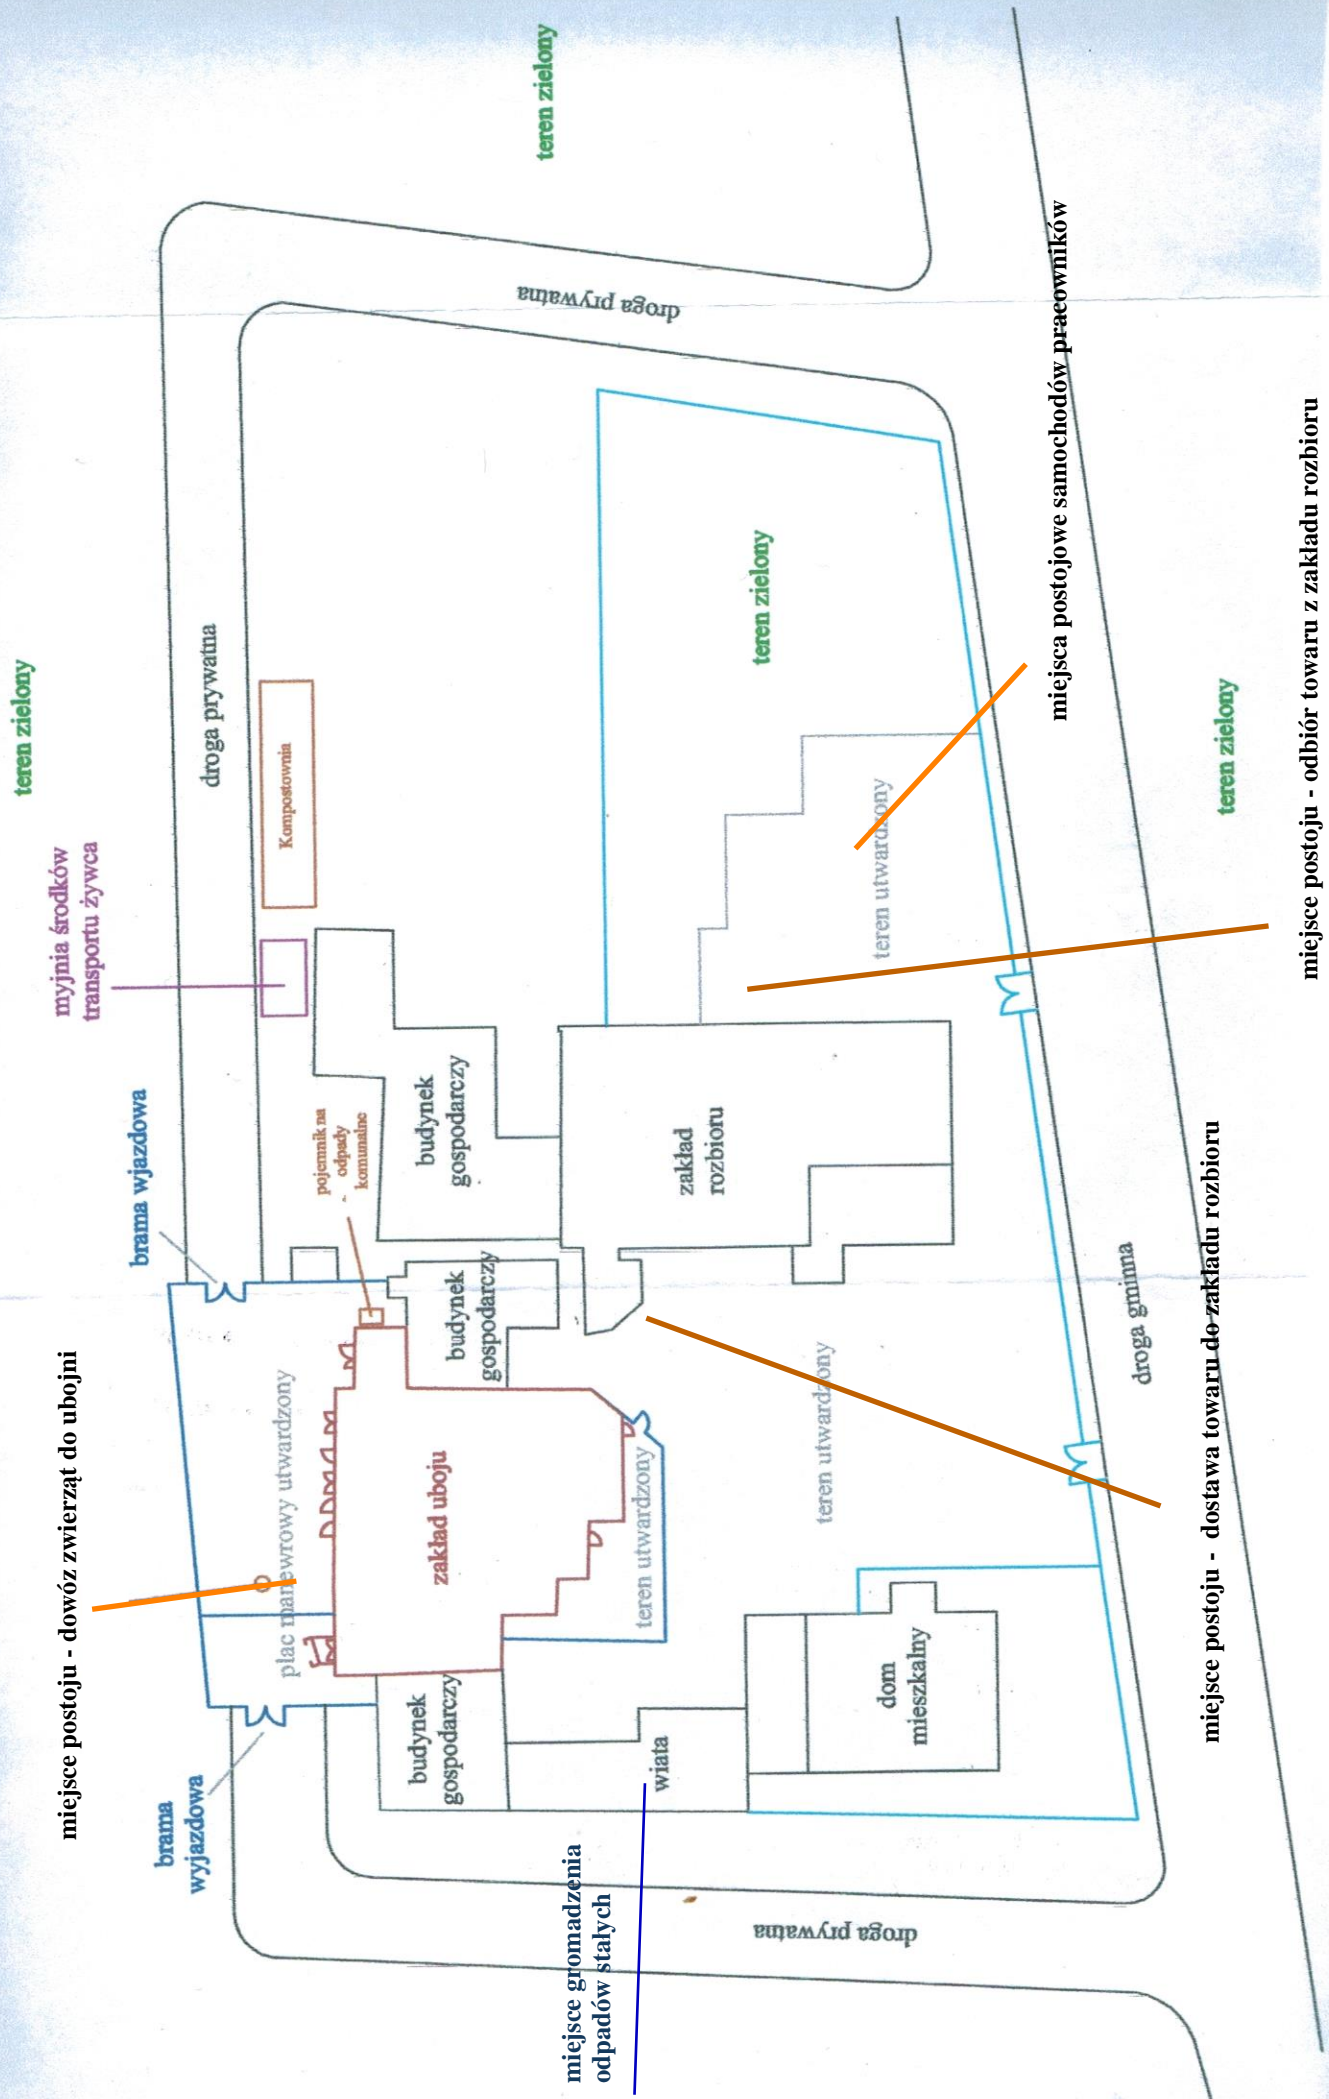 miejsce postoju - dowóz zwierząt do ubojni
brama
wyjazdowa
brama wjazdowa
myjnia środków
transportu żywca
teren zielony
droga prywatna
Kompostownia
pojemnik na
odpady
komunalne
plac manewrowy utwardzony
zakład uboju
budynek
gospodarczy
budynek
gospodarczy
budynek
gospodarczy
teren utwardzony
wiata
miejsce gromadzenia
odpadów stałych
dom
mieszkalny
teren utwardzony
zakład
rozbioru
teren utwardzony
teren zielony
teren zielony
droga prywatna
droga prywatna
droga gminna
miejsca postojowe samochodów pracowników
miejsce postoju - dostawa towaru do zakładu rozbioru
teren zielony
miejsce postoju - odbiór towaru z zakładu rozbioru